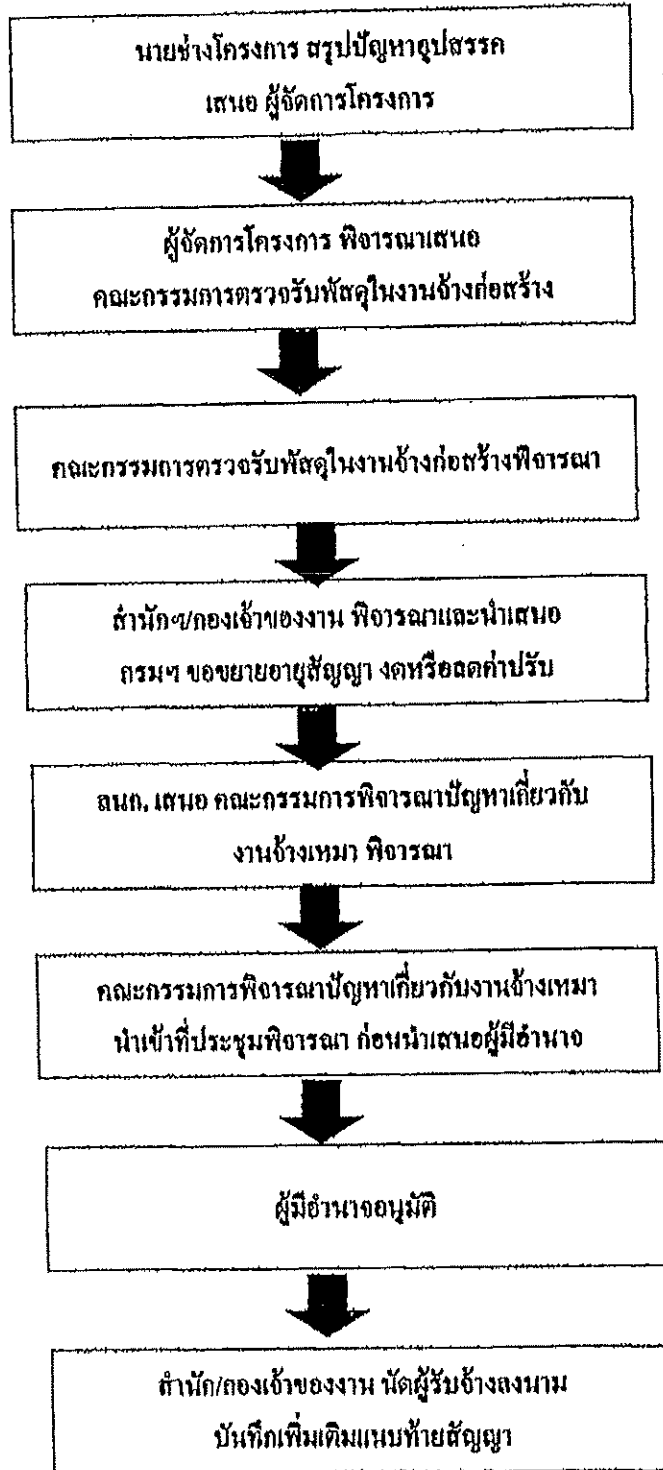 นายช่างโครงการ สรุปปัญหาอุปสรรค
เสนอ ผู้จัดการโครงการ
ผู้จัดการโครงการ พิจารณาเสนอ
คณะกรรมการตรวจรับพัสดุในงานจ้างก่อสร้าง
คณะกรรมการตรวจรับพัสดุในงานจ้างก่อสร้างพิจารณา
สำนักฯ/กองเจ้าของงาน พิจารณาและนำเสนอ
กรมฯ ขอขยายอายุสัญญา งดหรือลดค่าปรับ
ลนก. เสนอ คณะกรรมการพิจารณาปัญหาเกี่ยวกับ
งานจ้างเหมา พิจารณา
คณะกรรมการพิจารณาปัญหาเกี่ยวกับงานจ้างเหมา
นำเข้าที่ประชุมพิจารณา ก่อนนำเสนอผู้มีอำนาจ
ผู้มีอำนาจอนุมัติ
สำนัก/กองเจ้าของงาน นัดผู้รับจ้างลงนาม
บันทึกเพิ่มเติมแนบท้ายสัญญา